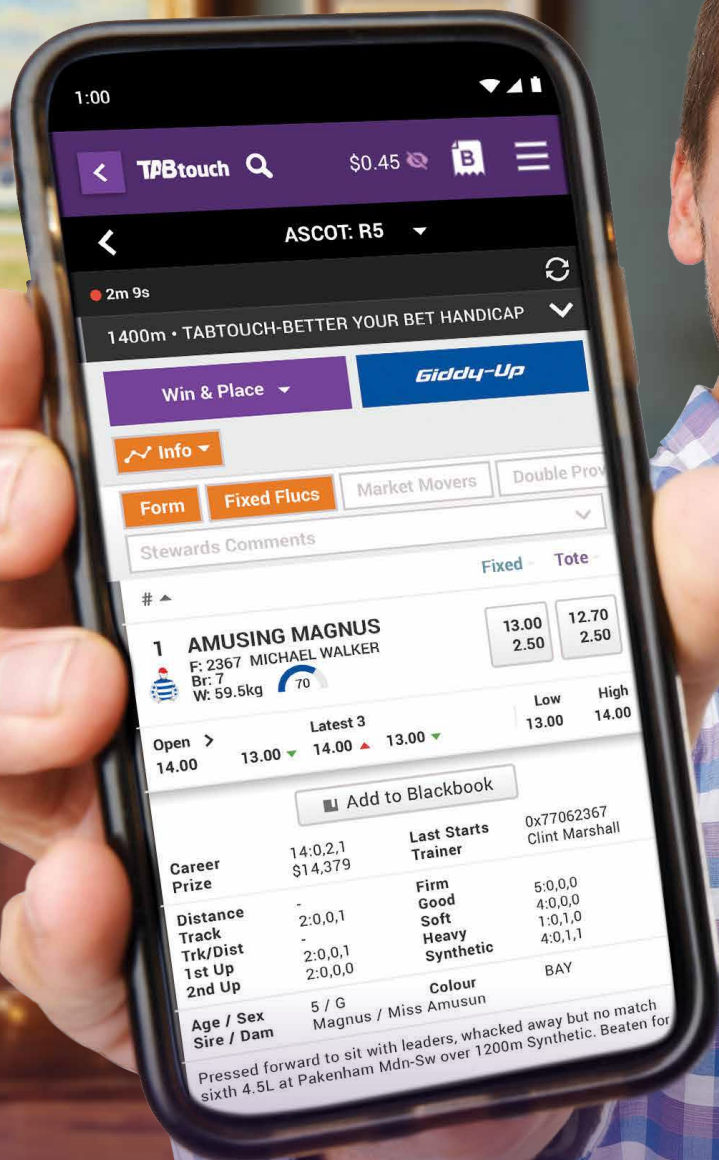 1:00
TABtouch $0.45 B
ASCOT: R5
2m 9s
1400m • TABTOUCH-BETTER YOUR BET HANDICAP
Win & Place Giddy-Up
Info
Form Fixed Flucs Market Movers Double Prov
Stewards Comments
# Fixed Tote
1 AMUSING MAGNUS 13.00 12.70
F: 2367 MICHAEL WALKER 2.50 2.50
Br: 7
W: 59.5kg 70
Open > Latest 3 Low High
14.00 13.00 14.00 13.00 13.00 14.00
Add to Blackbook
Career 14:0,2,1 Last Starts 0x77062367
Prize $14,379 Trainer Clint Marshall
Distance - Firm 5:0,0,0
Track 2:0,0,1 Good 4:0,0,0
Trk/Dist - Soft 1:0,1,0
1st Up 2:0,0,1 Heavy 4:0,1,1
2nd Up 2:0,0,0 Synthetic
Age / Sex 5 / G Colour BAY
Sire / Dam Magnus / Miss Amusun
Pressed forward to sit with leaders, whacked away but no match
sixth 4.5L at Pakenham Mdn-Sw over 1200m Synthetic. Beaten for